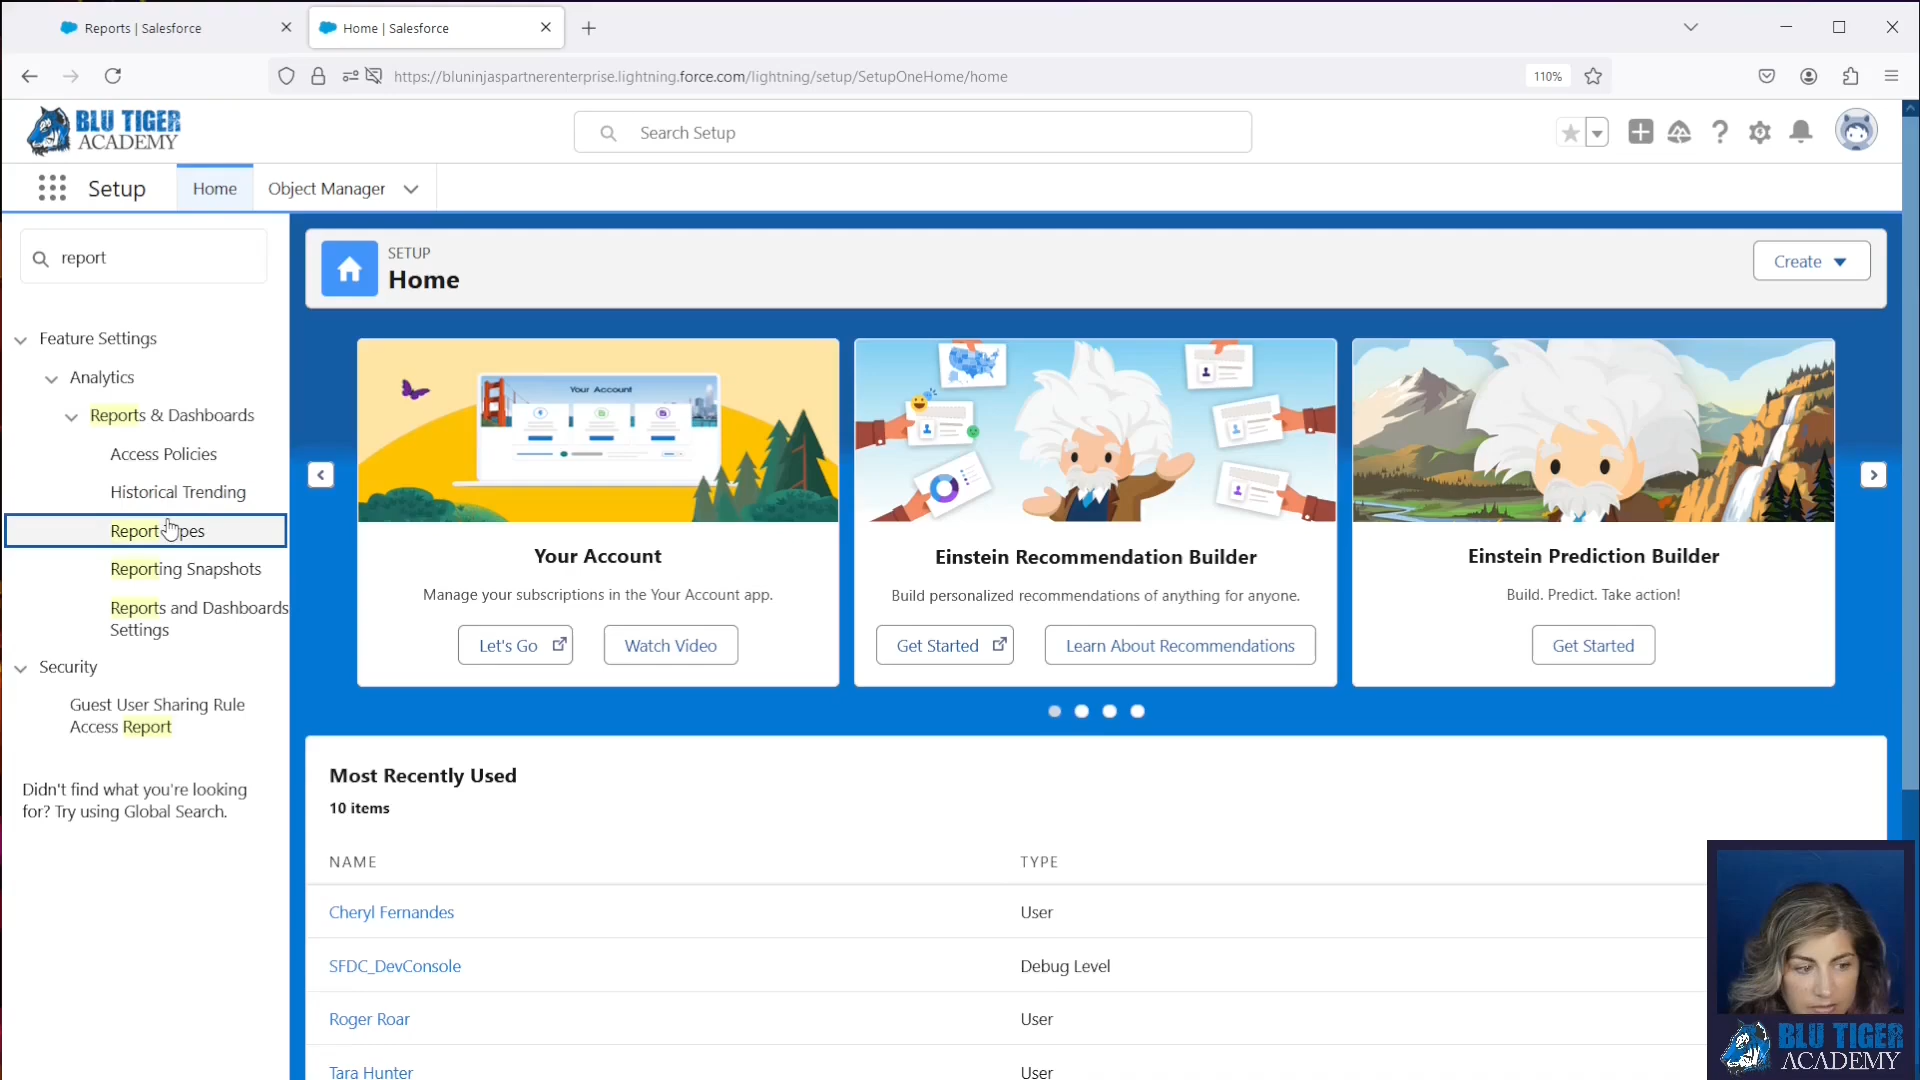 Reports | Salesforce
Home | Salesforce
https://bluninjaspartnerenterprise.lightning.force.com/lightning/setup/SetupOneHome/home
110%
BLU TIGER
ACADEMY
Search Setup
Setup
Home
Object Manager
report
SETUP
Home
Create
Feature Settings
Analytics
Reports & Dashboards
Access Policies
Historical Trending
Report pes
Reporting Snapshots
Reports and Dashboards
Settings
Security
Guest User Sharing Rule
Access Report
Didn't find what you're looking
for? Try using Global Search.
Your Account
Your Account
Manage your subscriptions in the Your Account app.
Let's Go
Watch Video
Einstein Recommendation Builder
Build personalized recommendations of anything for anyone.
Get Started
Learn About Recommendations
Einstein Prediction Builder
Build. Predict. Take action!
Get Started
Most Recently Used
10 items
NAME
TYPE
Cheryl Fernandes
User
SFDC_DevConsole
Debug Level
Roger Roar
User
Tara Hunter
User
BLU TIGER
ACADEMY